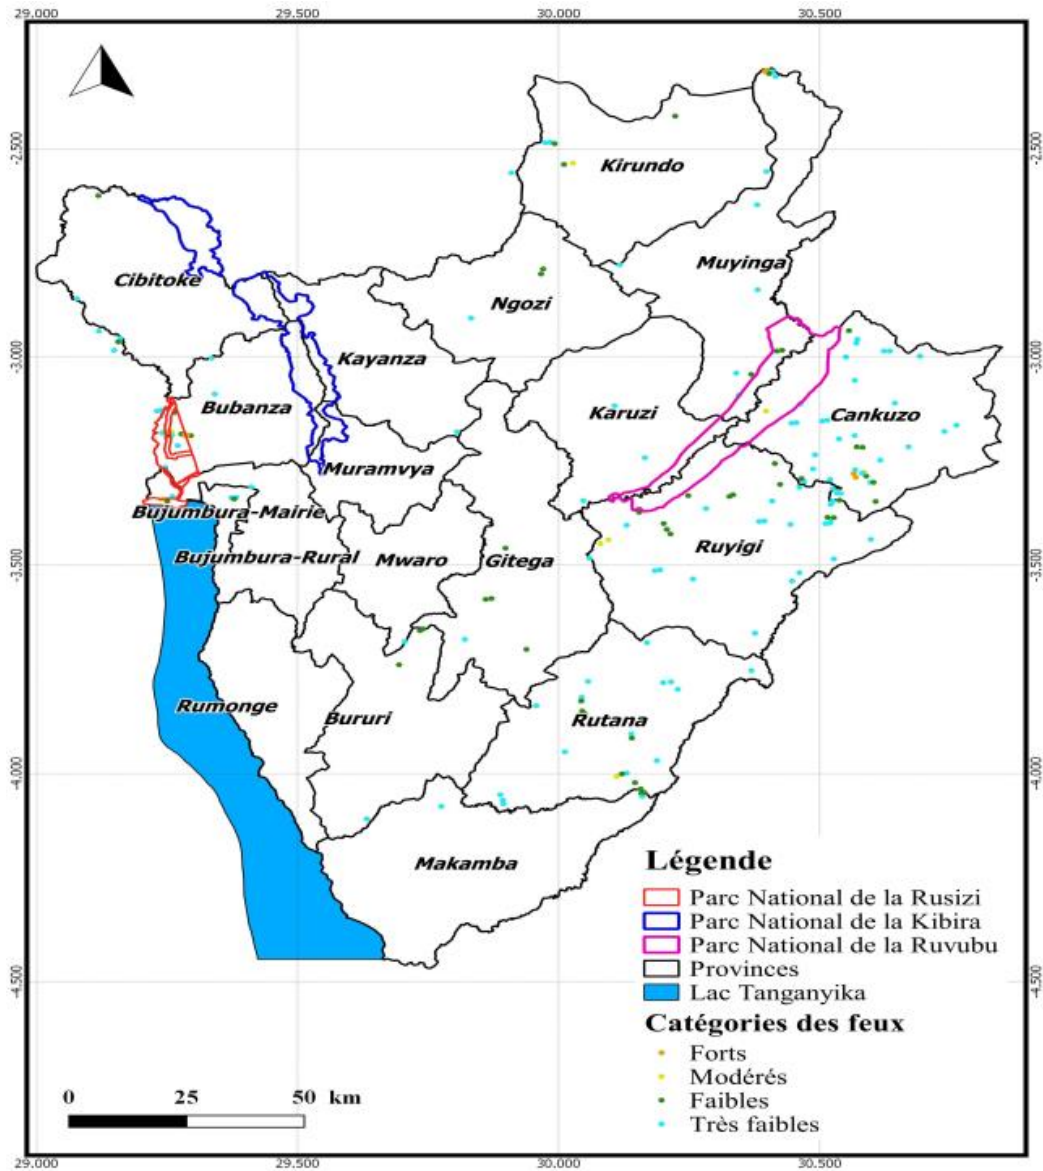 29.000 29.500 30.000 30.500
-2.500 -2.500
Kirundo
Muyinga
Cibitoke
Ngozi
-3.000 -3.000
Kayanza
Bubanza
Karuzi
Cankuzo
Muramvya
Bujumbura-Mairie
Ruyigi
Bujumbura-Rural
Mwaro
Gitega
-3.500 -3.500
Rumonge
Bururi
Rutana
-4.000 -4.000
Makamba
Légende
Parc National de la Rusizi
Parc National de la Kibira
Parc National de la Ruvubu
Provinces
Lac Tanganyika
-4.500 -4.500
Catégories des feux
Forts
Modérés
Faibles
Très faibles
0 25 50 km
29.000 29.500 30.000 30.500